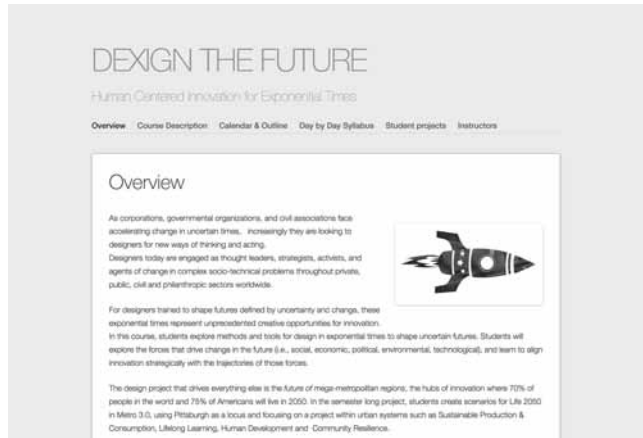 DEXIGN THE FUTURE
Human Centered Innovation for Exponential Times
Overview Course Description Calendar & Outline Day by Day Syllabus Student projects Instructors
Overview
As corporations, governmental organizations, and civil associations face
accelerating change in uncertain times, increasingly they are looking to
designers for new ways of thinking and acting.
Designers today are engaged as thought leaders, strategists, activists, and
agents of change in complex socio-technical problems throughout private,
public, civil and philanthropic sectors worldwide.
For designers trained to shape futures defined by uncertainty and change, these
exponential times represent unprecedented creative opportunities for innovation.
In this course, students explore methods and tools for design in exponential times to shape uncertain futures. Students will
explore the forces that drive change in the future (i.e., social, economic, political, environmental, technological), and learn to align
innovation strategically with the trajectories of those forces.
The design project that drives everything else is the future of mega-metropolitan regions, the hubs of innovation where 70% of
people in the world and 75% of Americans will live in 2050. In the semester long project, students create scenarios for Life 2050
in Metro 3.0, using Pittsburgh as a locus and focusing on a project within urban systems such as Sustainable Production &
Consumption, Lifelong Learning, Human Development and Community Resilience.